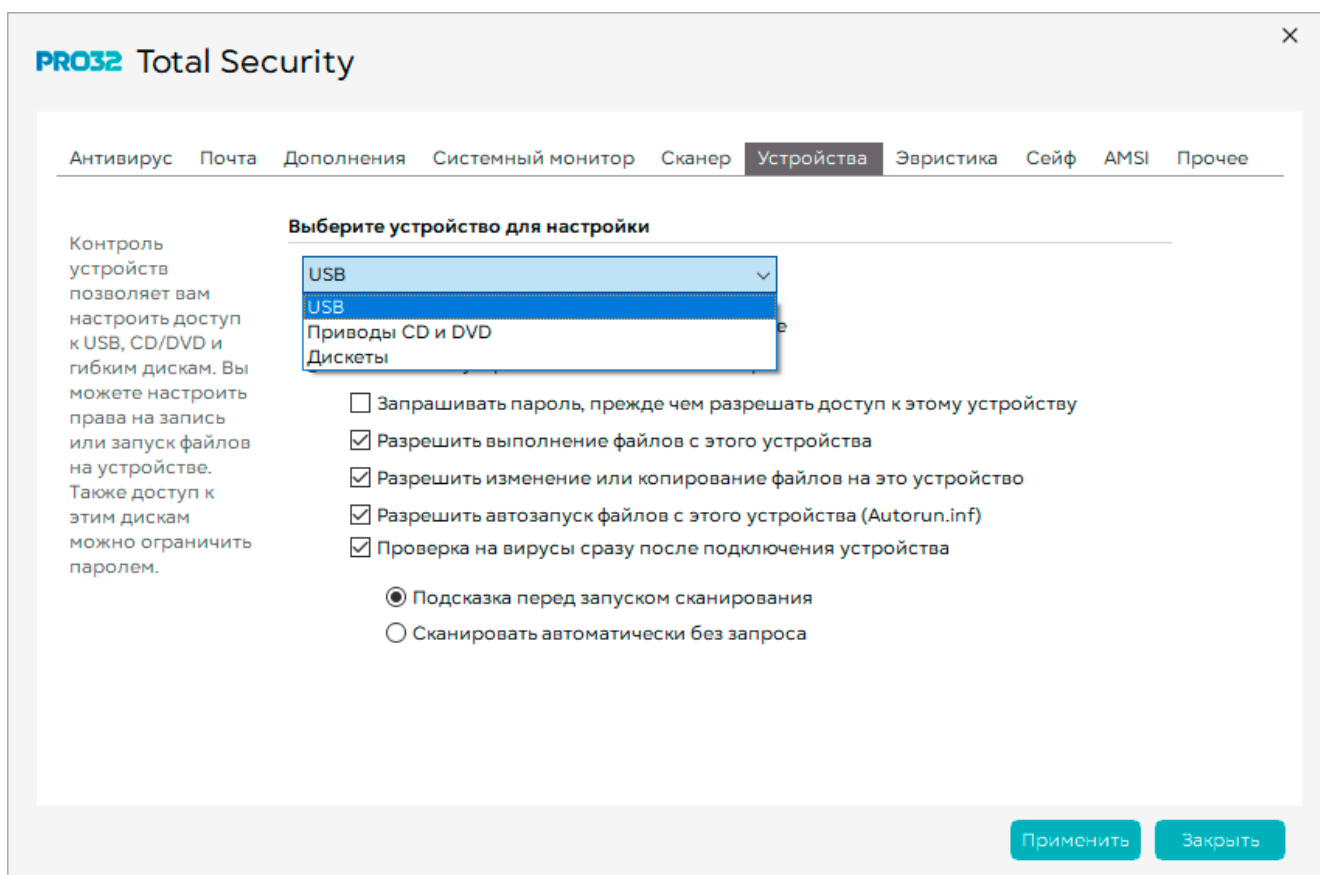 PRO32 Total Security
Антивирус Почта Дополнения Системный монитор Сканер Устройства Эвристика Сейф AMSI Прочее
Контроль
устройств
позволяет вам
настроить доступ
к USB, CD/DVD и
гибким дискам. Вы
можете настроить
права на запись
или запуск файлов
на устройстве.
Также доступ к
этим дискам
можно ограничить
паролем.
Выберите устройство для настройки
USB
USB
Приводы CD и DVD
Дискеты
Запрашивать пароль, прежде чем разрешать доступ к этому устройству
Разрешить выполнение файлов с этого устройства
Разрешить изменение или копирование файлов на это устройство
Разрешить автозапуск файлов с этого устройства (Autorun.inf)
Проверка на вирусы сразу после подключения устройства
Подсказка перед запуском сканирования
Сканировать автоматически без запроса
Применить
Закрыть